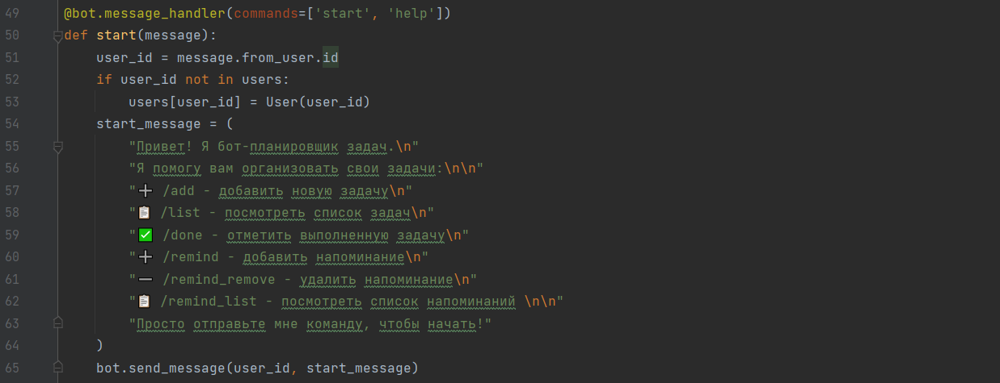 49 @bot.message_handler(commands=['start', 'help'])
50 def start(message):
51     user_id = message.from_user.id
52     if user_id not in users:
53         users[user_id] = User(user_id)
54     start_message = (
55         "Привет! Я бот-планировщик задач.\n"
56         "Я помогу вам организовать свои задачи:\n\n"
57         "➕ /add - добавить новую задачу\n"
58         "📋 /list - посмотреть список задач\n"
59         "✅ /done - отметить выполненную задачу\n"
60         "➕ /remind - добавить напоминание\n"
61         "➖ /remind_remove - удалить напоминание\n"
62         "📋 /remind_list - посмотреть список напоминаний \n\n"
63         "Просто отправьте мне команду, чтобы начать!"
64     )
65     bot.send_message(user_id, start_message)